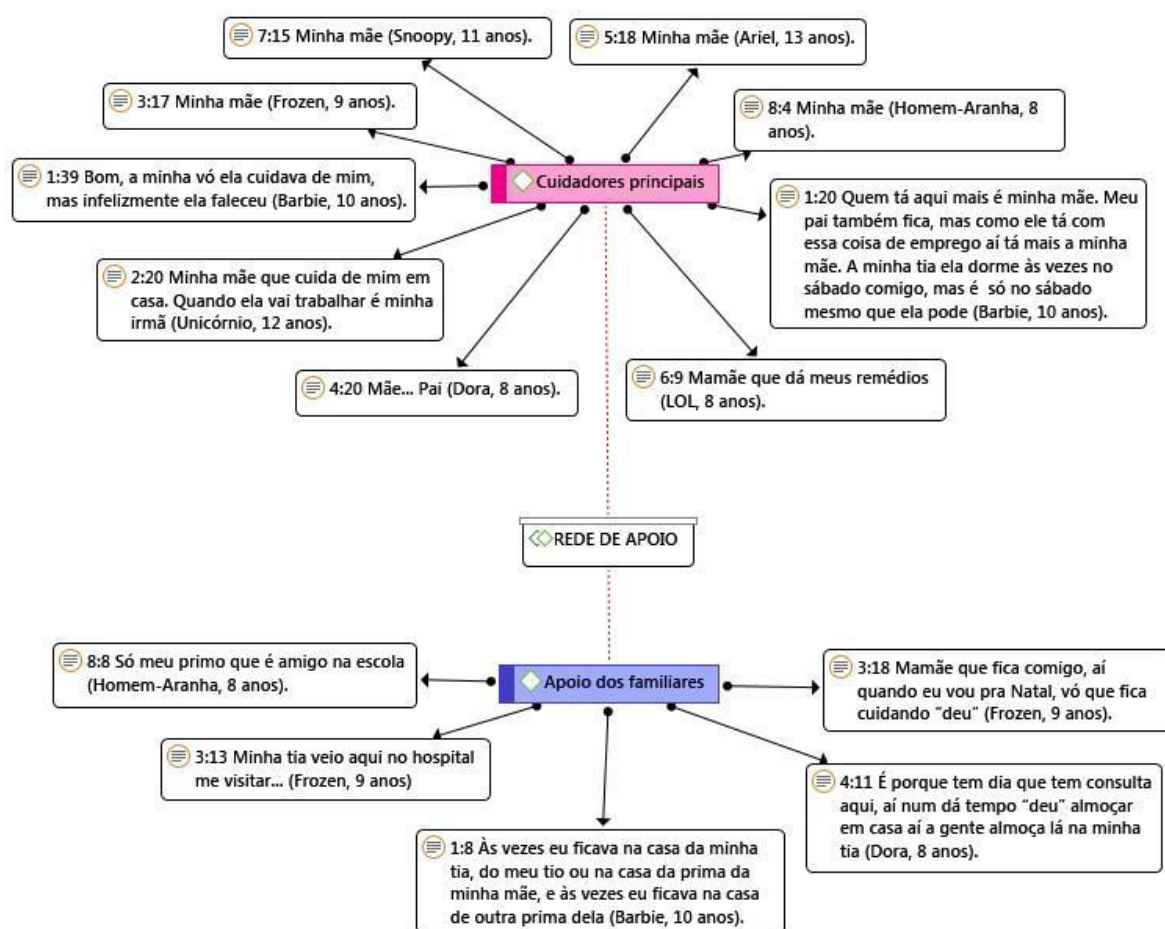 7:15 Minha mãe (Snoopy, 11 anos).
5:18 Minha mãe (Ariel, 13 anos).
3:17 Minha mãe (Frozen, 9 anos).
8:4 Minha mãe (Homem-Aranha, 8
anos).
Cuidadores principais
1:39 Bom, a minha vó ela cuidava de mim,
mas infelizmente ela faleceu (Barbie, 10 anos).
1:20 Quem tá aqui mais é minha mãe. Meu
pai também fica, mas como ele tá com
essa coisa de emprego aí tá mais a minha
mãe. A minha tia ela dorme às vezes no
sábado comigo, mas é só no sábado
mesmo que ela pode (Barbie, 10 anos).
2:20 Minha mãe que cuida de mim em
casa. Quando ela vai trabalhar é minha
irmã (Unicórnio, 12 anos).
4:20 Mãe... Pai (Dora, 8 anos).
6:9 Mamãe que dá meus remédios
(LOL, 8 anos).
REDE DE APOIO
8:8 Só meu primo que é amigo na escola
(Homem-Aranha, 8 anos).
Apoio dos familiares
3:18 Mamãe que fica comigo, aí
quando eu vou pra Natal, vó que fica
cuidando “deu” (Frozen, 9 anos).
3:13 Minha tia veio aqui no hospital
me visitar... (Frozen, 9 anos)
4:11 É porque tem dia que tem consulta
aqui, aí num dá tempo “deu” almoçar
em casa aí a gente almoça lá na minha
tia (Dora, 8 anos).
1:8 Às vezes eu ficava na casa da minha
tia, do meu tio ou na casa da prima da
minha mãe, e às vezes eu ficava na casa
de outra prima dela (Barbie, 10 anos).